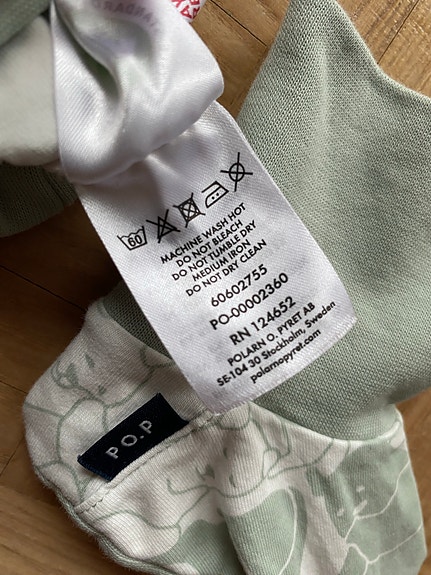 60
MACHINE WASH HOT
DO NOT BLEACH
DO NOT TUMBLE DRY
MEDIUM IRON
DO NOT DRY CLEAN
60602755
PO-00002360
RN 124652
POLARN O. PYRET AB
SE-104 30 Stockholm, Sweden
polarnopyret.com
PO.P